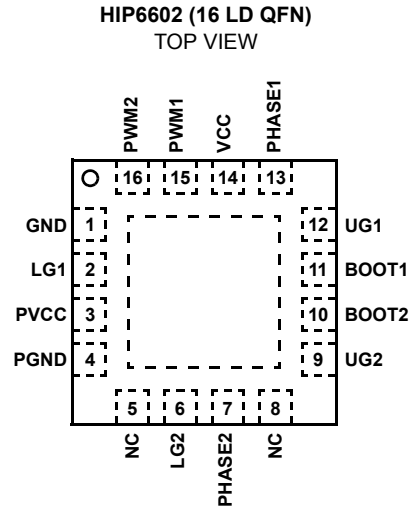 HIP6602 (16 LD QFN)
TOP VIEW
PWM2
PWM1
VCC
PHASE1
16
15
14
13
GND 1
12 UG1
LG1 2
11 BOOT1
PVCC 3
10 BOOT2
PGND 4
9 UG2
5
6
7
8
NC
LG2
PHASE2
NC